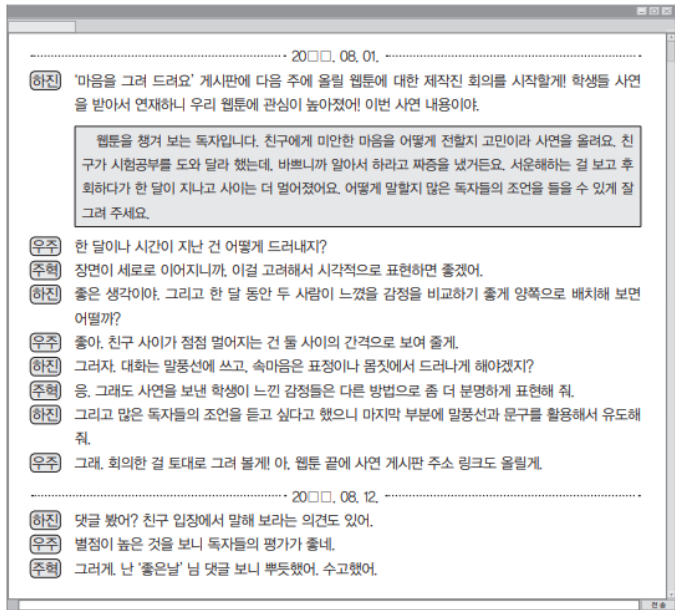 20□□. 08. 01.
하진 '마음을 그려 드려요' 게시판에 다음 주에 올릴 웹툰에 대한 제작진 회의를 시작할게! 학생들 사연
을 받아서 연재하니 우리 웹툰에 관심이 높아졌어! 이번 사연 내용이야.
웹툰을 챙겨 보는 독자입니다. 친구에게 미안한 마음을 어떻게 전할지 고민이라 사연을 올려요. 친
구가 시험공부를 도와 달라 했는데, 바쁘니까 알아서 하라고 짜증을 냈거든요. 서운해하는 걸 보고 후
회하다가 한 달이 지나고 사이는 더 멀어졌어요. 어떻게 말할지 많은 독자들의 조언을 들을 수 있게 잘
그려 주세요.
우주 한 달이나 시간이 지난 건 어떻게 드러내지?
주혁 장면이 세로로 이어지니까, 이걸 고려해서 시각적으로 표현하면 좋겠어.
하진 좋은 생각이야. 그리고 한 달 동안 두 사람이 느꼈을 감정을 비교하기 좋게 양쪽으로 배치해 보면
어떨까?
우주 좋아. 친구 사이가 점점 멀어지는 건 둘 사이의 간격으로 보여 줄게.
하진 그러자. 대화는 말풍선에 쓰고, 속마음은 표정이나 몸짓에서 드러나게 해야겠지?
주혁 응. 그래도 사연을 보낸 학생이 느낀 감정들은 다른 방법으로 좀 더 분명하게 표현해 줘.
하진 그리고 많은 독자들의 조언을 듣고 싶다고 했으니 마지막 부분에 말풍선과 문구를 활용해서 유도해
줘.
우주 그래, 회의한 걸 토대로 그려 볼게! 아, 웹툰 끝에 사연 게시판 주소 링크도 올릴게.
20□□. 08. 12.
하진 댓글 봤어? 친구 입장에서 말해 보라는 의견도 있어.
우주 별점이 높은 것을 보니 독자들의 평가가 좋네.
주혁 그러게. 난 '좋은날' 님 댓글 보니 뿌듯했어. 수고했어.
전송